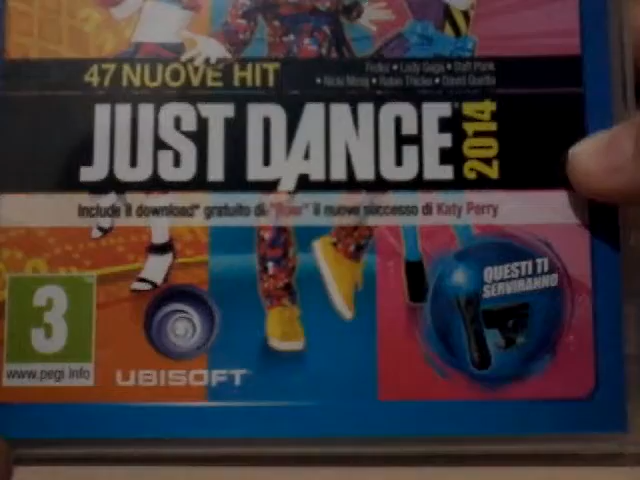 47 NUOVE HIT
Fedez • Lady Gaga • Daft Punk
• Nicki Minaj • Robin Thicke • David Guetta
JUST DANCE 2014
Include il download* gratuito di "Roar" il nuovo successo di Katy Perry
QUESTI TI
SERVIRANNO
3
www.pegi.info
UBISOFT